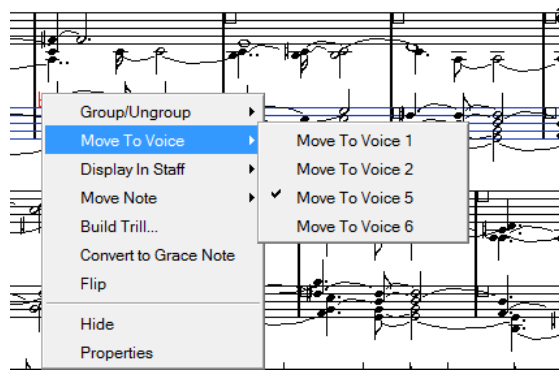 Group/Ungroup
Move To Voice
Display In Staff
Move Note
Build Trill...
Convert to Grace Note
Flip
Hide
Properties
Move To Voice 1
Move To Voice 2
Move To Voice 5
Move To Voice 6